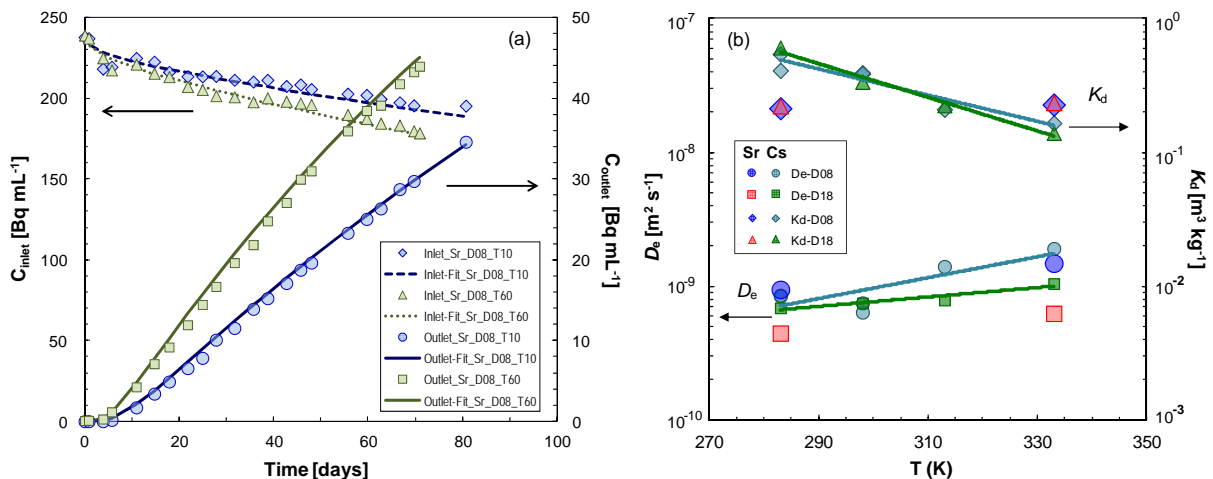 (a)
250
200
150
100
50
0
C_inlet [Bq mL⁻¹]
50
40
30
20
10
0
C_outlet [Bq mL⁻¹]
0 20 40 60 80 100
Time [days]
Inlet_Sr_D08_T10
Inlet-Fit_Sr_D08_T10
Inlet_Sr_D08_T60
Inlet-Fit_Sr_D08_T60
Outlet_Sr_D08_T10
Outlet-Fit_Sr_D08_T10
Outlet_Sr_D08_T60
Outlet-Fit_Sr_D08_T60
(b)
10⁻⁷
10⁻⁸
10⁻⁹
10⁻¹⁰
D_e [m² s⁻¹]
10⁰
10⁻¹
10⁻²
10⁻³
K_d [m³ kg⁻¹]
K_d
D_e
Sr Cs
De-D08
De-D18
Kd-D08
Kd-D18
270 290 310 330 350
T (K)